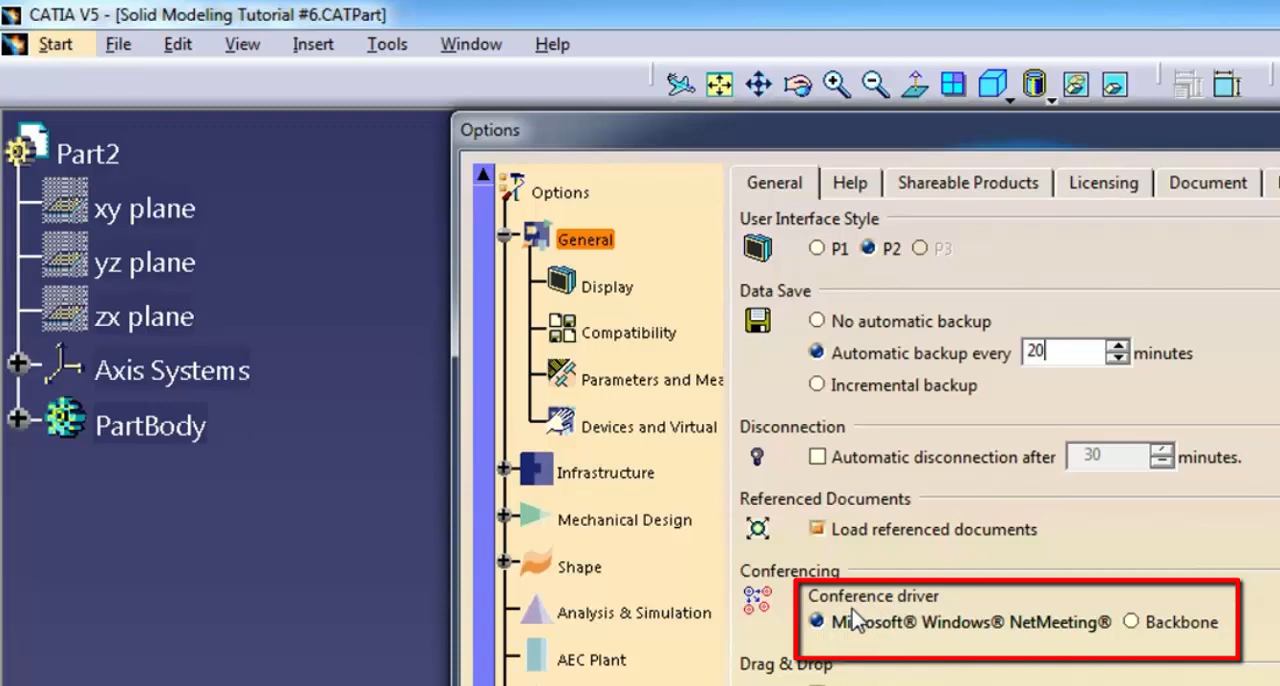 CATIA V5 - [Solid Modeling Tutorial #6.CATPart]
Start File Edit View Insert Tools Window Help
Part2
xy plane
yz plane
zx plane
Axis Systems
PartBody
Options
Options
General
Display
Compatibility
Parameters and Mea
Devices and Virtual
Infrastructure
Mechanical Design
Shape
Analysis & Simulation
AEC Plant
General Help Shareable Products Licensing Document
User Interface Style
P1 P2 P3
Data Save
No automatic backup
Automatic backup every 20 minutes
Incremental backup
Disconnection
Automatic disconnection after 30 minutes.
Referenced Documents
Load referenced documents
Conferencing
Conference driver
Microsoft® Windows® NetMeeting® Backbone
Drag & Drop